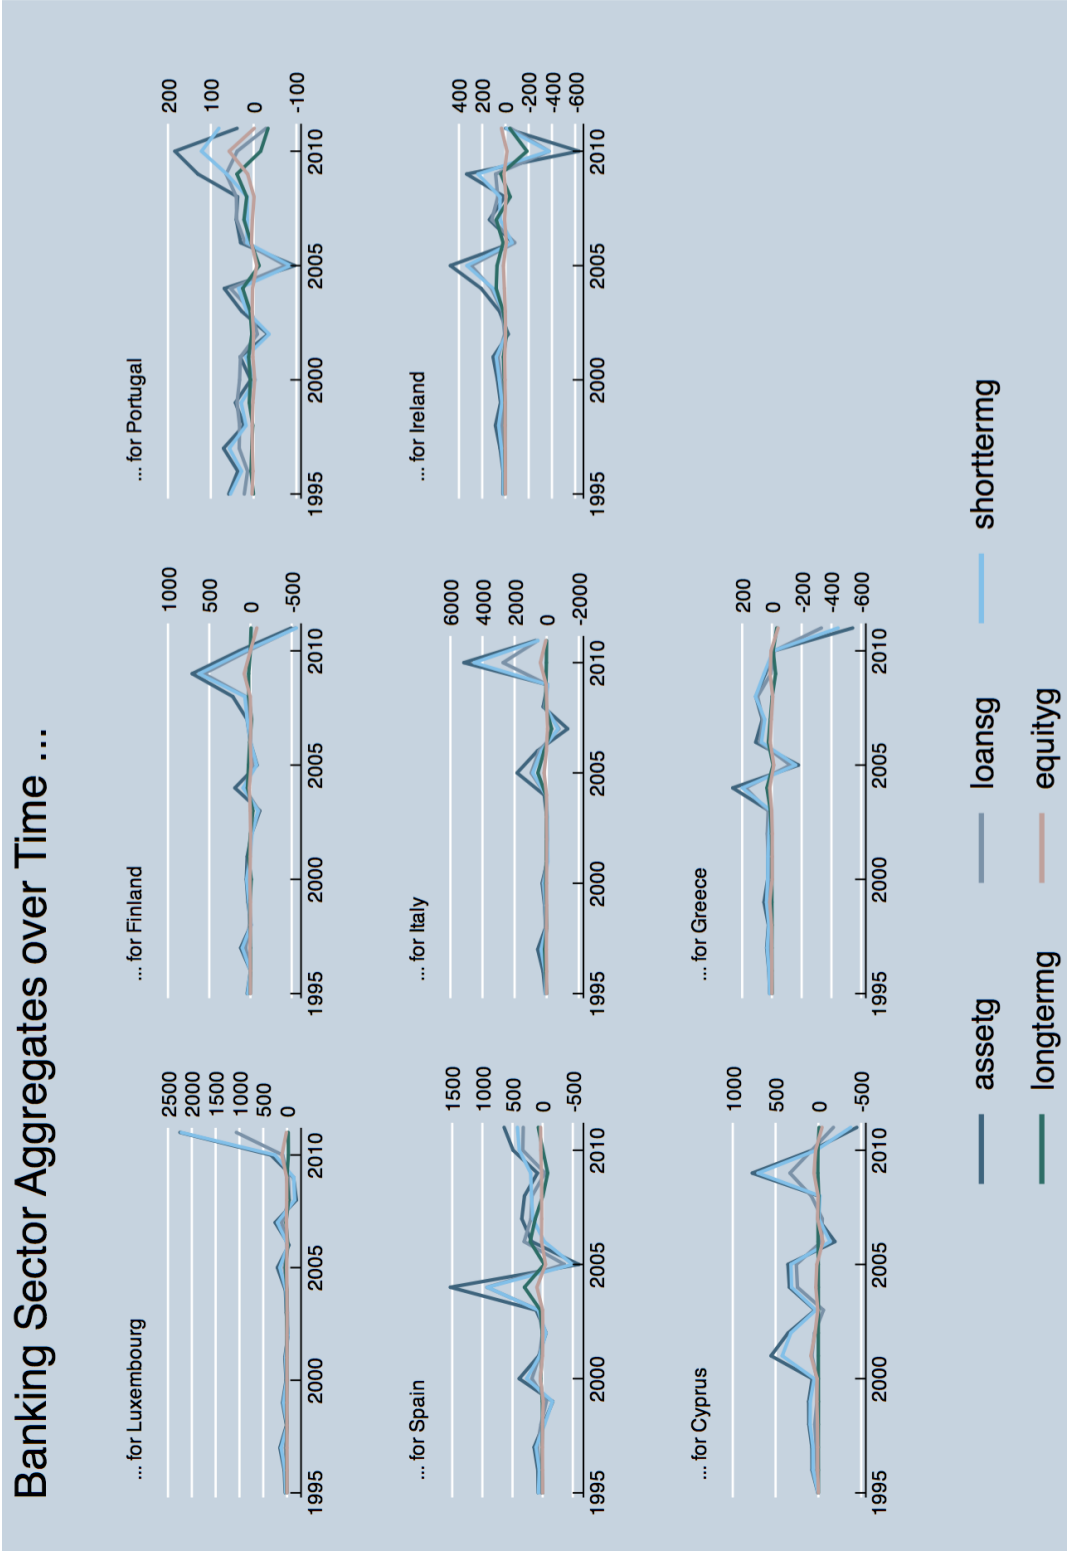 Banking Sector Aggregates over Time ...
... for Luxembourg
2500
2000
1500
1000
500
0
1995 2000 2005 2010
... for Finland
1000
500
0
-500
1995 2000 2005 2010
... for Portugal
200
100
0
-100
1995 2000 2005 2010
... for Spain
1500
1000
500
0
-500
1995 2000 2005 2010
... for Italy
6000
4000
2000
0
-2000
1995 2000 2005 2010
... for Ireland
400
200
0
-200
-400
-600
1995 2000 2005 2010
... for Cyprus
1000
500
0
-500
1995 2000 2005 2010
... for Greece
200
0
-200
-400
-600
1995 2000 2005 2010
assetg loansg shorttermg
longtermg equityg